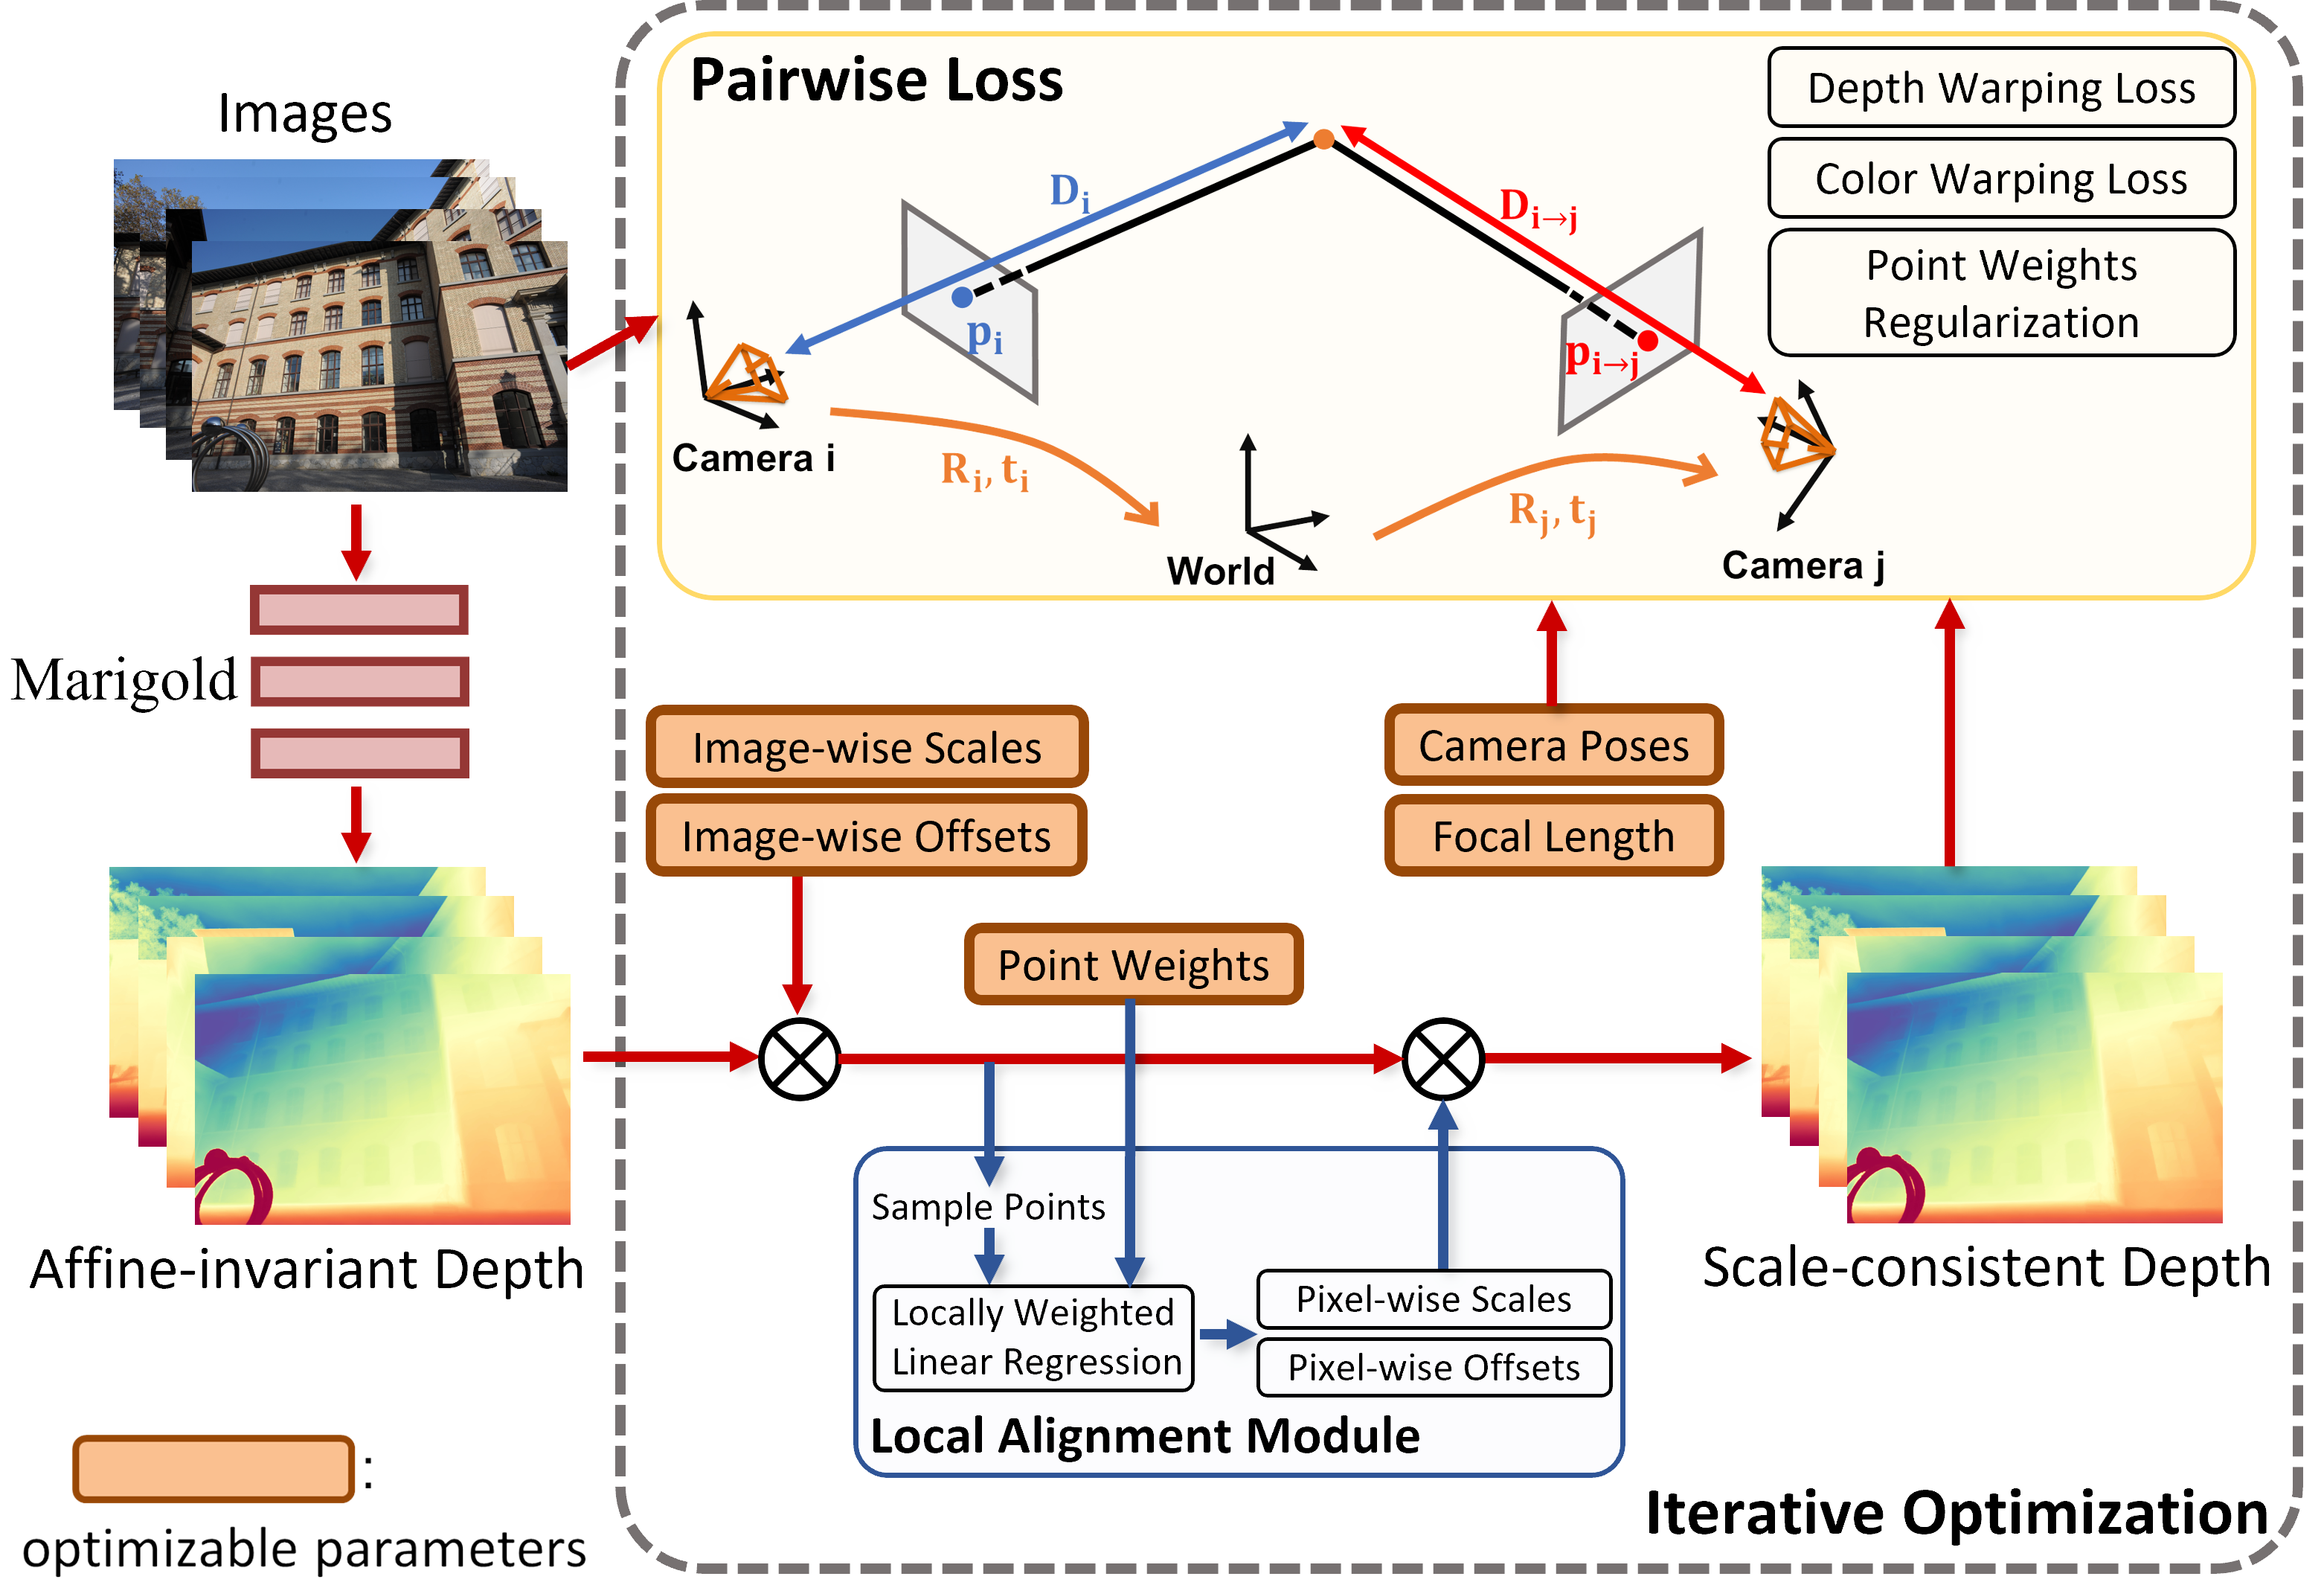 Images
Marigold
Affine-invariant Depth
:
optimizable parameters
Pairwise Loss
Depth Warping Loss
Color Warping Loss
Point Weights
Regularization
D_i
D_{i→j}
p_i
p_{i→j}
Camera i
R_i, t_i
World
R_j, t_j
Camera j
Image-wise Scales
Image-wise Offsets
Camera Poses
Focal Length
Point Weights
Sample Points
Locally Weighted
Linear Regression
Pixel-wise Scales
Pixel-wise Offsets
Local Alignment Module
Scale-consistent Depth
Iterative Optimization